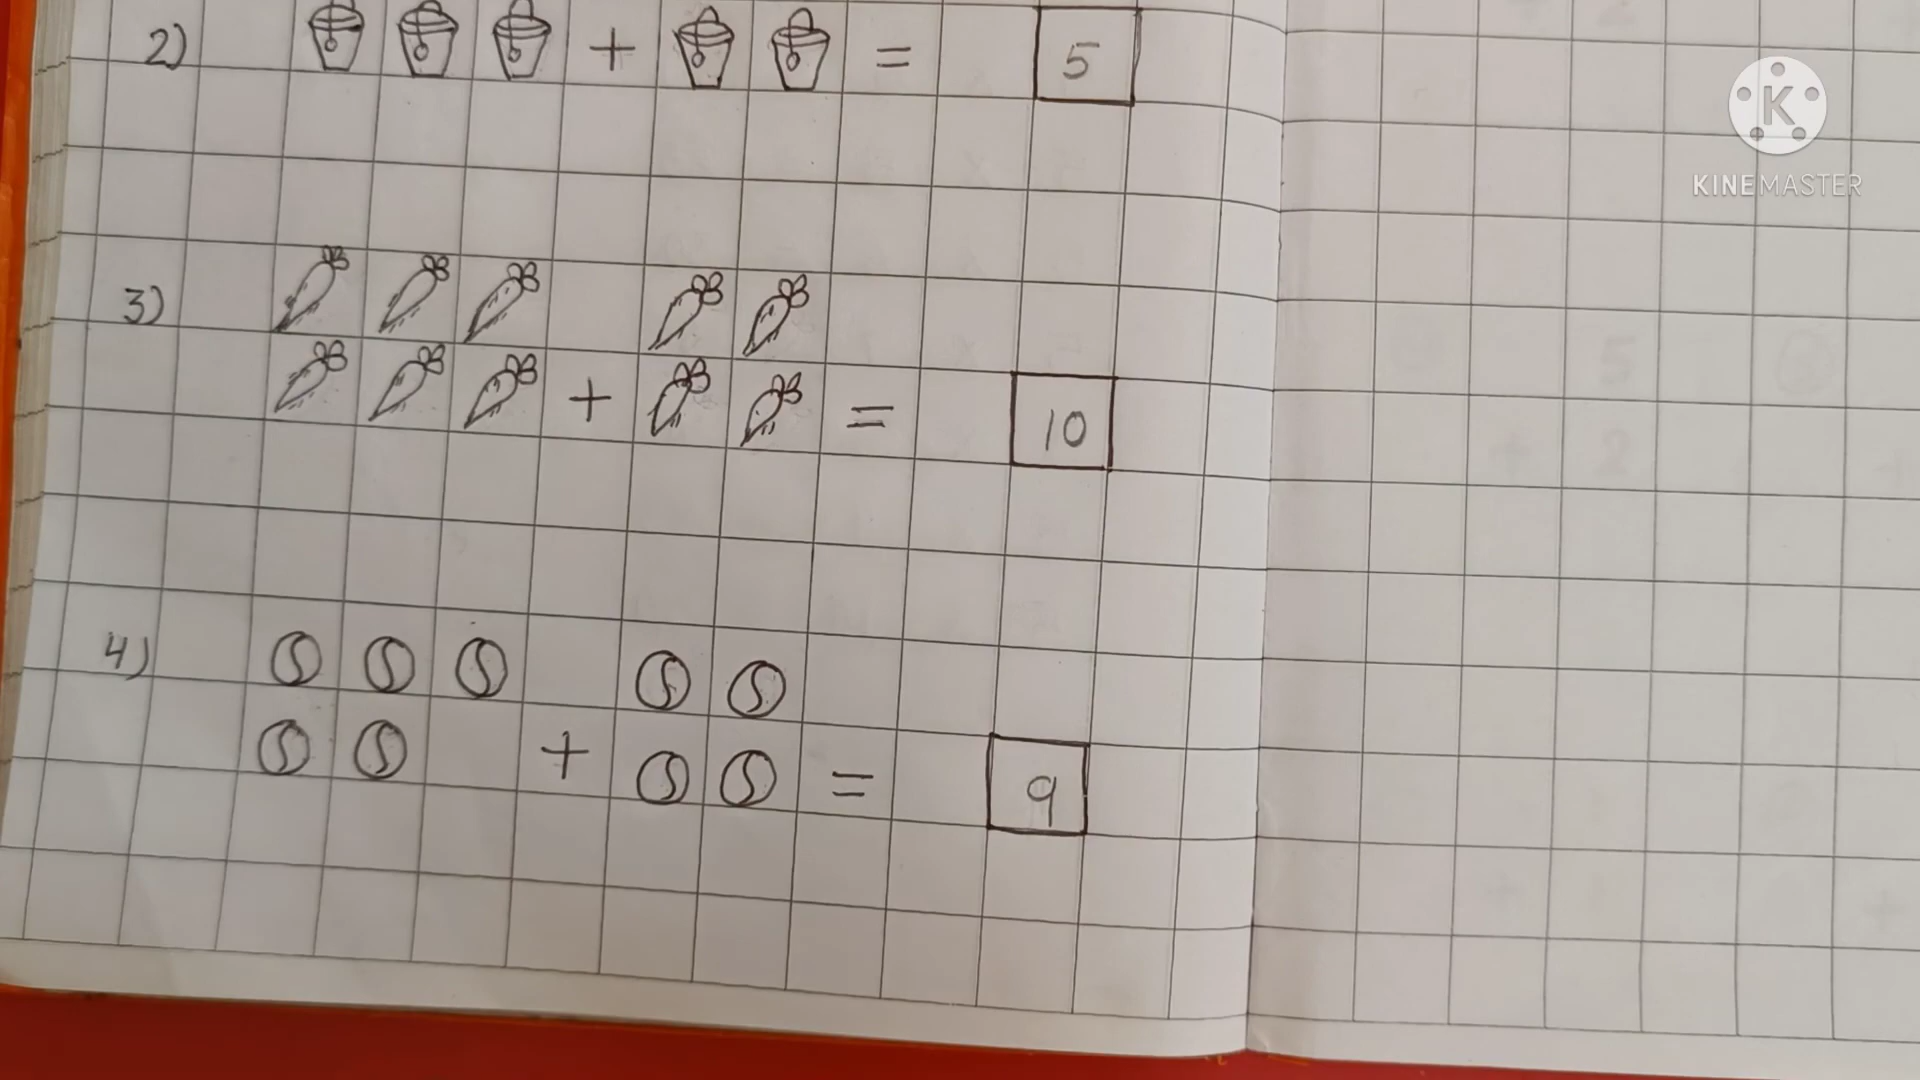 2) + = 5
K
KINEMASTER
3)
+ = 10
4)
+ = 9